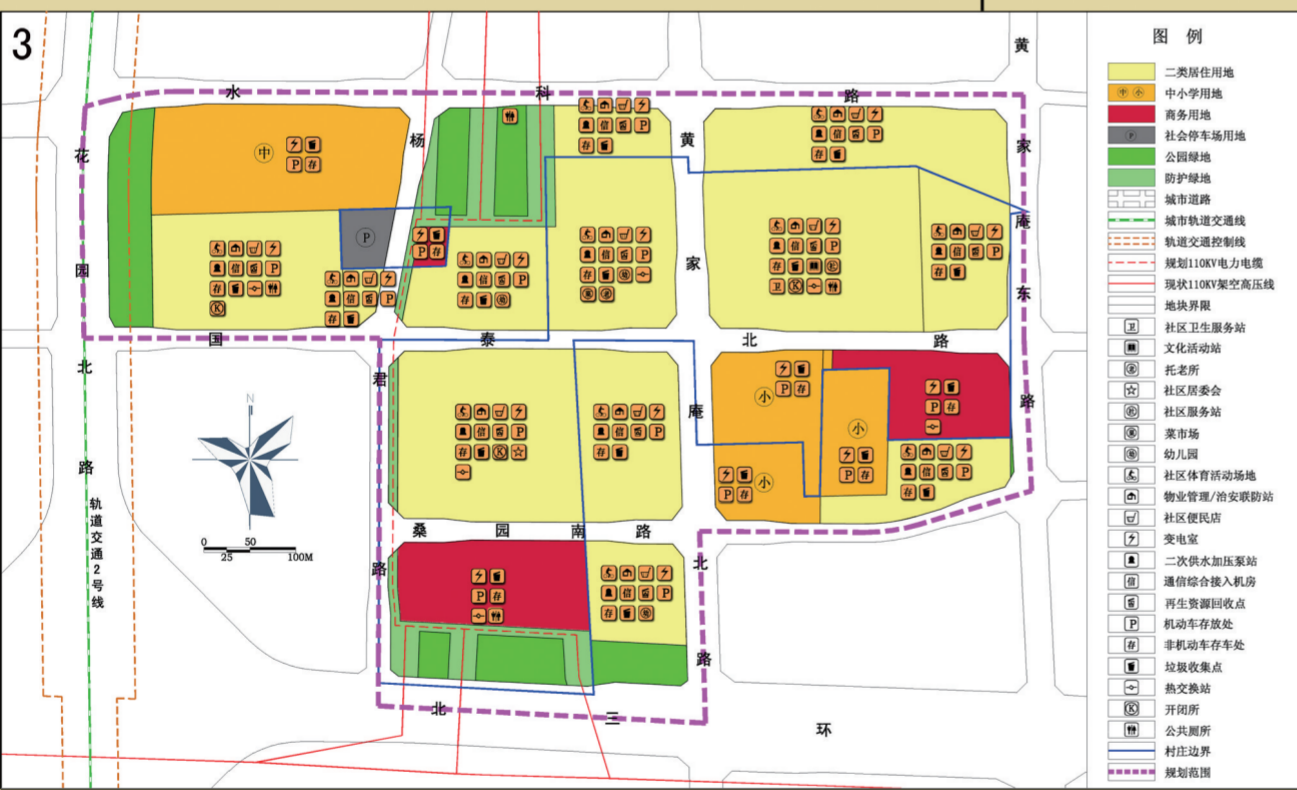 3
水 科 路
黄
家
庵
东
路
花
园
北
路
轨道交通2号线
杨
君
路
黄
家
庵
北
路
国 泰 北 路
桑 园 南 路
北 三 环
中
P
小
小
小
N
0 50
25 100M
图 例
二类居住用地
中 小 中小学用地
商务用地
P 社会停车场用地
公园绿地
防护绿地
城市道路
城市轨道交通线
轨道交通控制线
规划110KV电力电缆
现状110KV架空高压线
地块界限
卫 社区卫生服务站
文化活动站
托老所
社区居委会
社区服务站
菜市场
幼儿园
社区体育活动场地
物业管理/治安联防站
社区便民店
变电室
二次供水加压泵站
信 通信综合接入机房
再生资源回收点
P 机动车存放处
存 非机动车存车处
垃圾收集点
热交换站
K 开闭所
公共厕所
村庄边界
规划范围